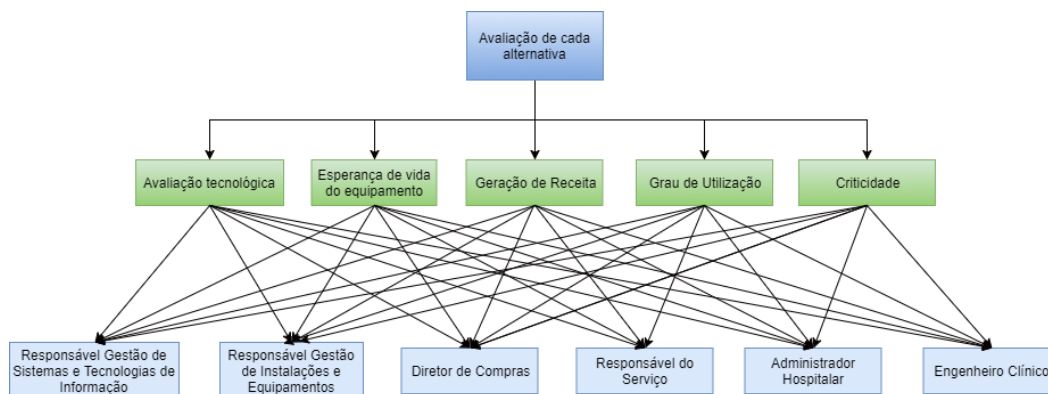 Avaliação de cada
alternativa
Avaliação tecnológica
Esperança de vida
do equipamento
Geração de Receita
Grau de Utilização
Criticidade
Responsável Gestão de
Sistemas e Tecnologias de
Informação
Responsável Gestão
de Instalações e
Equipamentos
Diretor de Compras
Responsável do
Serviço
Administrador
Hospitalar
Engenheiro Clínico